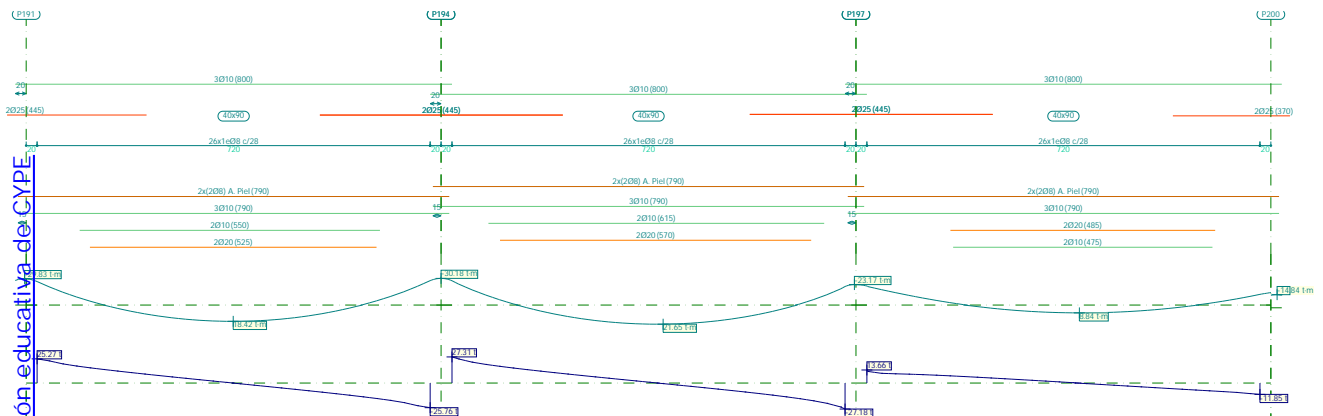 P191 P194 P197 P200
3Ø10 (800) 3Ø10 (800)
20 20
3Ø10 (800)
20
2Ø25 (445) 40x90 2Ø25 (445) 40x90 2Ø25 (445) 40x90 2Ø25 (370)
26x1eØ8 c/28 26x1eØ8 c/28 26x1eØ8 c/28
20 720 20 20 720 20 20 720 20
2x(2Ø8) A. Piel (790)
2x(2Ø8) A. Piel (790) 2x(2Ø8) A. Piel (790)
3Ø10 (790)
3Ø10 (790) 3Ø10 (790)
15 15 15
2Ø10 (615)
2Ø10 (550) 2Ø20 (485)
2Ø20 (570)
2Ø20 (525) 2Ø10 (475)
-30.18 t·m
-23.17 t·m
-14.84 t·m
18.42 t·m 21.65 t·m 8.84 t·m
25.27 t 27.31 t 13.66 t
-25.76 t -27.18 t -11.85 t
ón educativa de CYPE